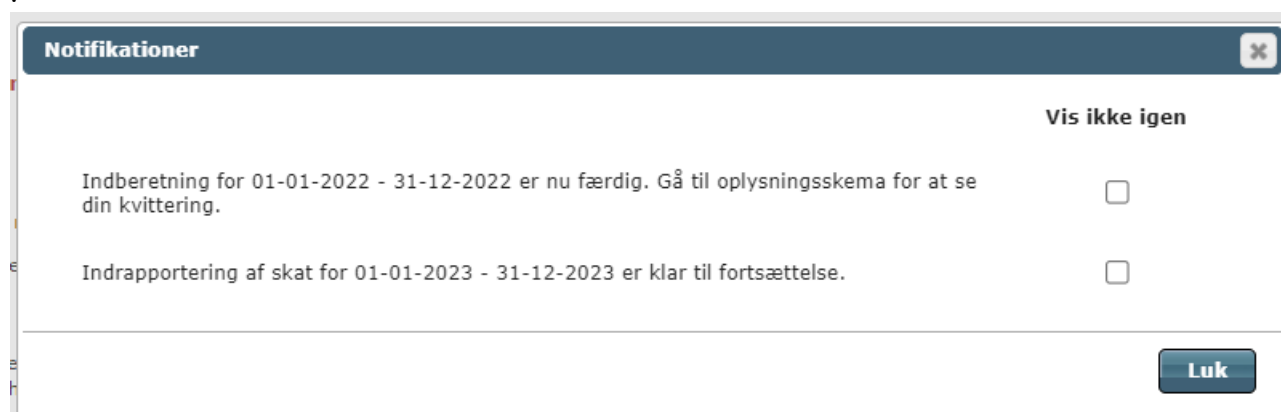 Notifikationer
Vis ikke igen
Indberetning for 01-01-2022 - 31-12-2022 er nu færdig. Gå til oplysningsskema for at se
din kvittering.
Indrapportering af skat for 01-01-2023 - 31-12-2023 er klar til fortsættelse.
Luk